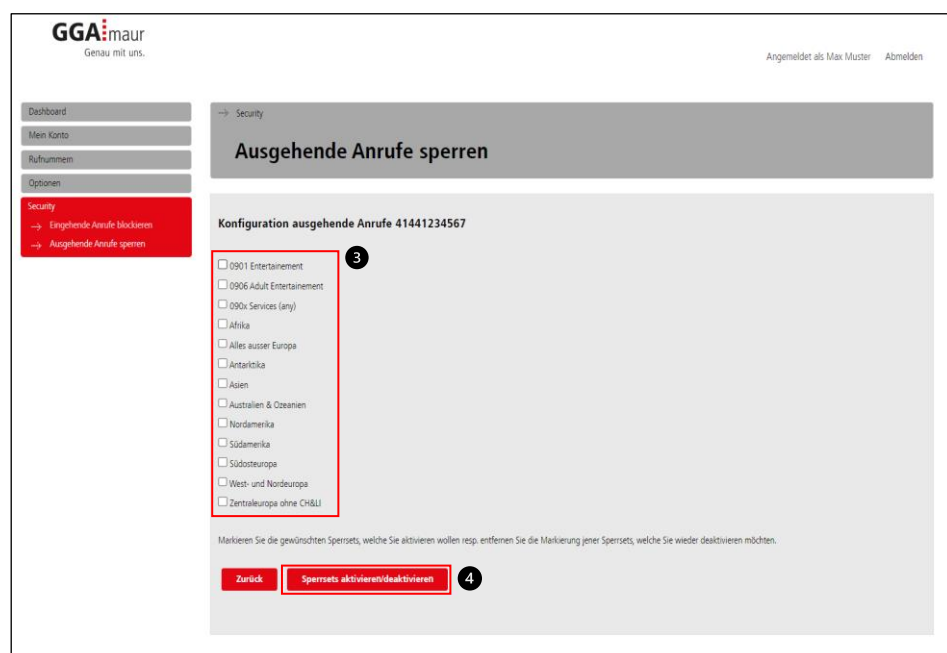 GGA maur
Genau mit uns.
Angemeldet als Max Muster Abmelden
Dashboard
Mein Konto
Rufnummern
Optionen
Security
→ Eingehende Anrufe blockieren
→ Ausgehende Anrufe sperren
→ Security
Ausgehende Anrufe sperren
Konfiguration ausgehende Anrufe 41441234567
3
0901 Entertainement
0906 Adult Entertainement
090x Services (any)
Afrika
Alles ausser Europa
Antarktika
Asien
Australien & Ozeanien
Nordamerika
Südamerika
Südosteuropa
West- und Nordeuropa
Zentraleuropa ohne CH&LI
Markieren Sie die gewünschten Sperrsets, welche Sie aktivieren wollen resp. entfernen Sie die Markierung jener Sperrsets, welche Sie wieder deaktivieren möchten.
Zurück
Sperrsets aktivieren/deaktivieren
4